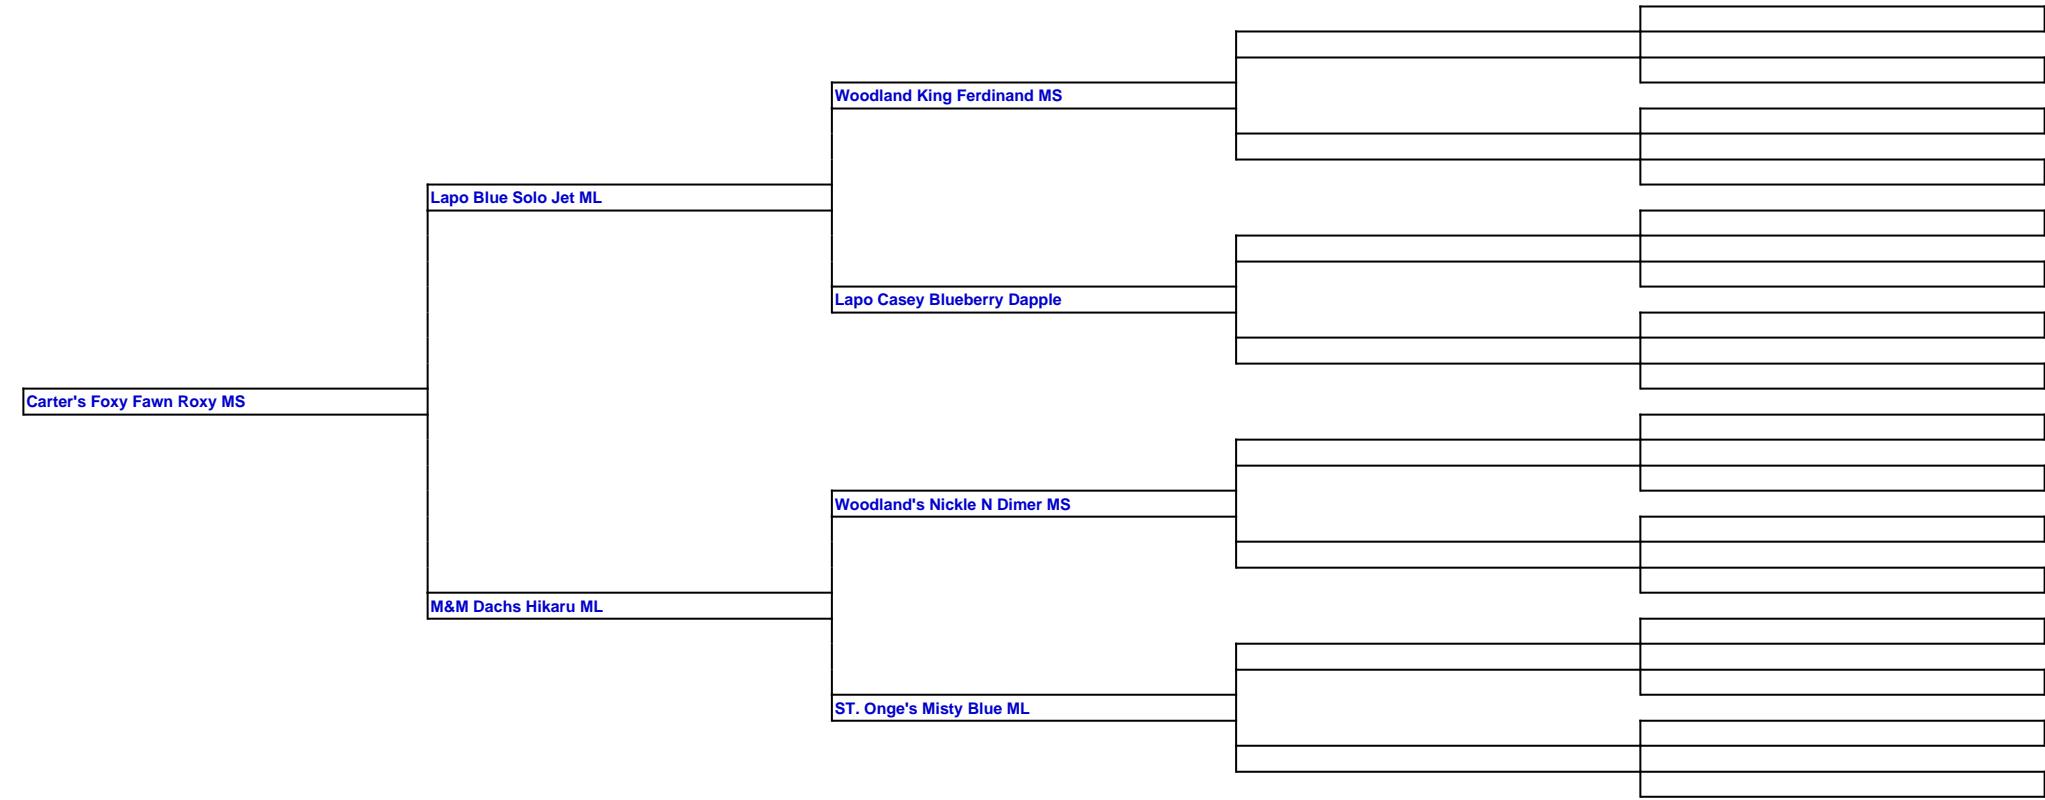 Woodland King Ferdinand MS
Lapo Blue Solo Jet ML
Lapo Casey Blueberry Dapple
Carter's Foxy Fawn Roxy MS
Woodland's Nickle N Dimer MS
M&M Dachs Hikaru ML
ST. Onge's Misty Blue ML